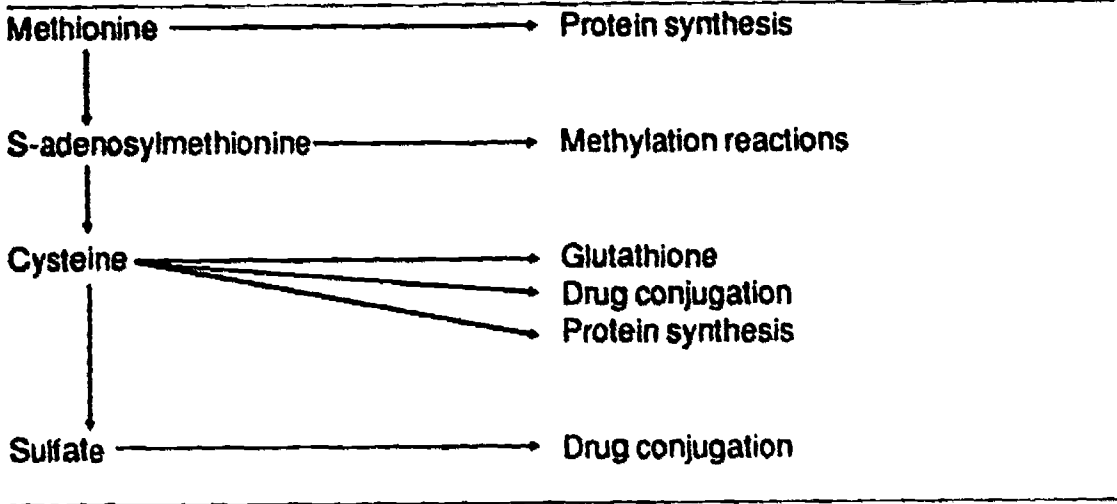 Methionine Protein synthesis
S-adenosylmethionine Methylation reactions
Cysteine Glutathione
Drug conjugation
Protein synthesis
Sulfate Drug conjugation